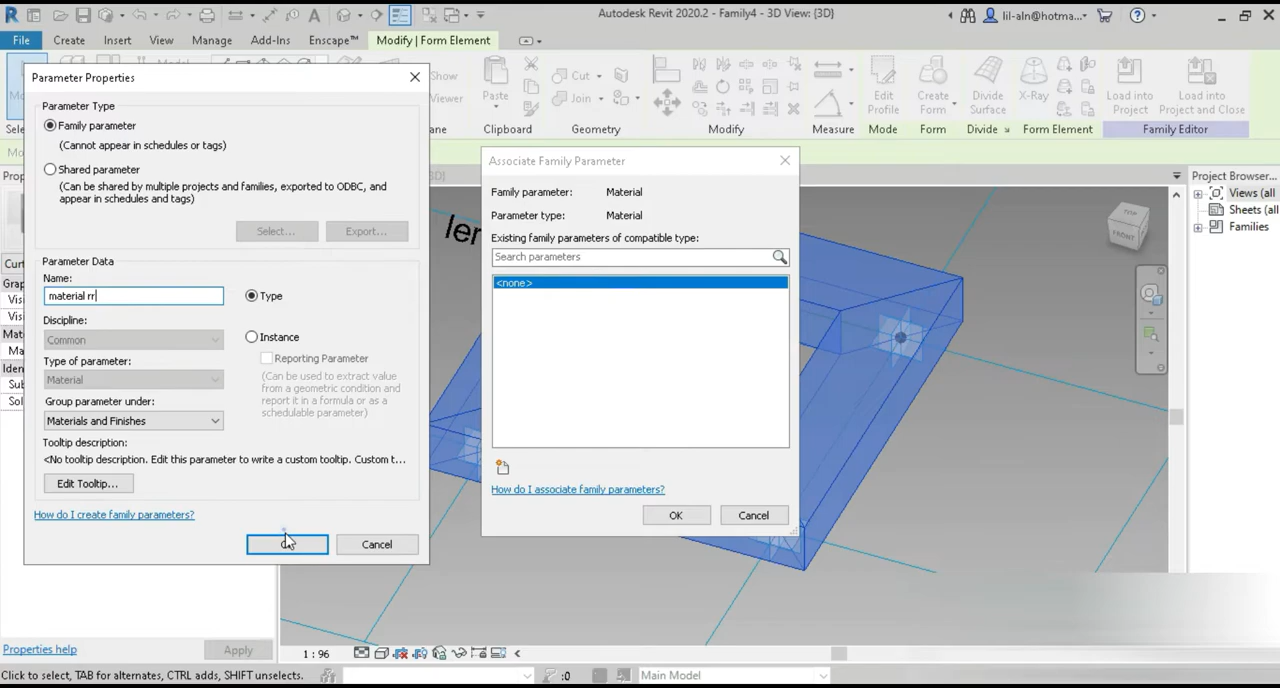 Autodesk Revit 2020.2 - Family4 - 3D View: {3D}
lil-aln@hotma...
File Create Insert View Manage Add-Ins Enscape™ Modify | Form Element
Parameter Properties
Parameter Type
Family parameter
(Cannot appear in schedules or tags)
Shared parameter
(Can be shared by multiple projects and families, exported to ODBC, and
appear in schedules and tags)
Select... Export...
Parameter Data
Name:
material rr
Type
Discipline:
Common
Instance
Reporting Parameter
(Can be used to extract value
from a geometric condition and
report it in a formula or as a
schedulable parameter)
Type of parameter:
Material
Group parameter under:
Materials and Finishes
Tooltip description:
<No tooltip description. Edit this parameter to write a custom tooltip. Custom t...
Edit Tooltip...
How do I create family parameters?
Cancel
Show
Viewer
Paste
Cut
Join
Edit
Profile
Create
Form
Divide
Surface
X-Ray
Load into
Project
Load into
Project and Close
Clipboard Geometry Modify Measure Mode Form Divide Form Element Family Editor
Associate Family Parameter
Family parameter: Material
Parameter type: Material
Existing family parameters of compatible type:
Search parameters
<none>
How do I associate family parameters?
OK Cancel
Project Browser...
Views (all
Sheets (all
Families
TOP
FRONT
len
Properties help
Apply
1 : 96
Click to select, TAB for alternates, CTRL adds, SHIFT unselects.
:0
Main Model